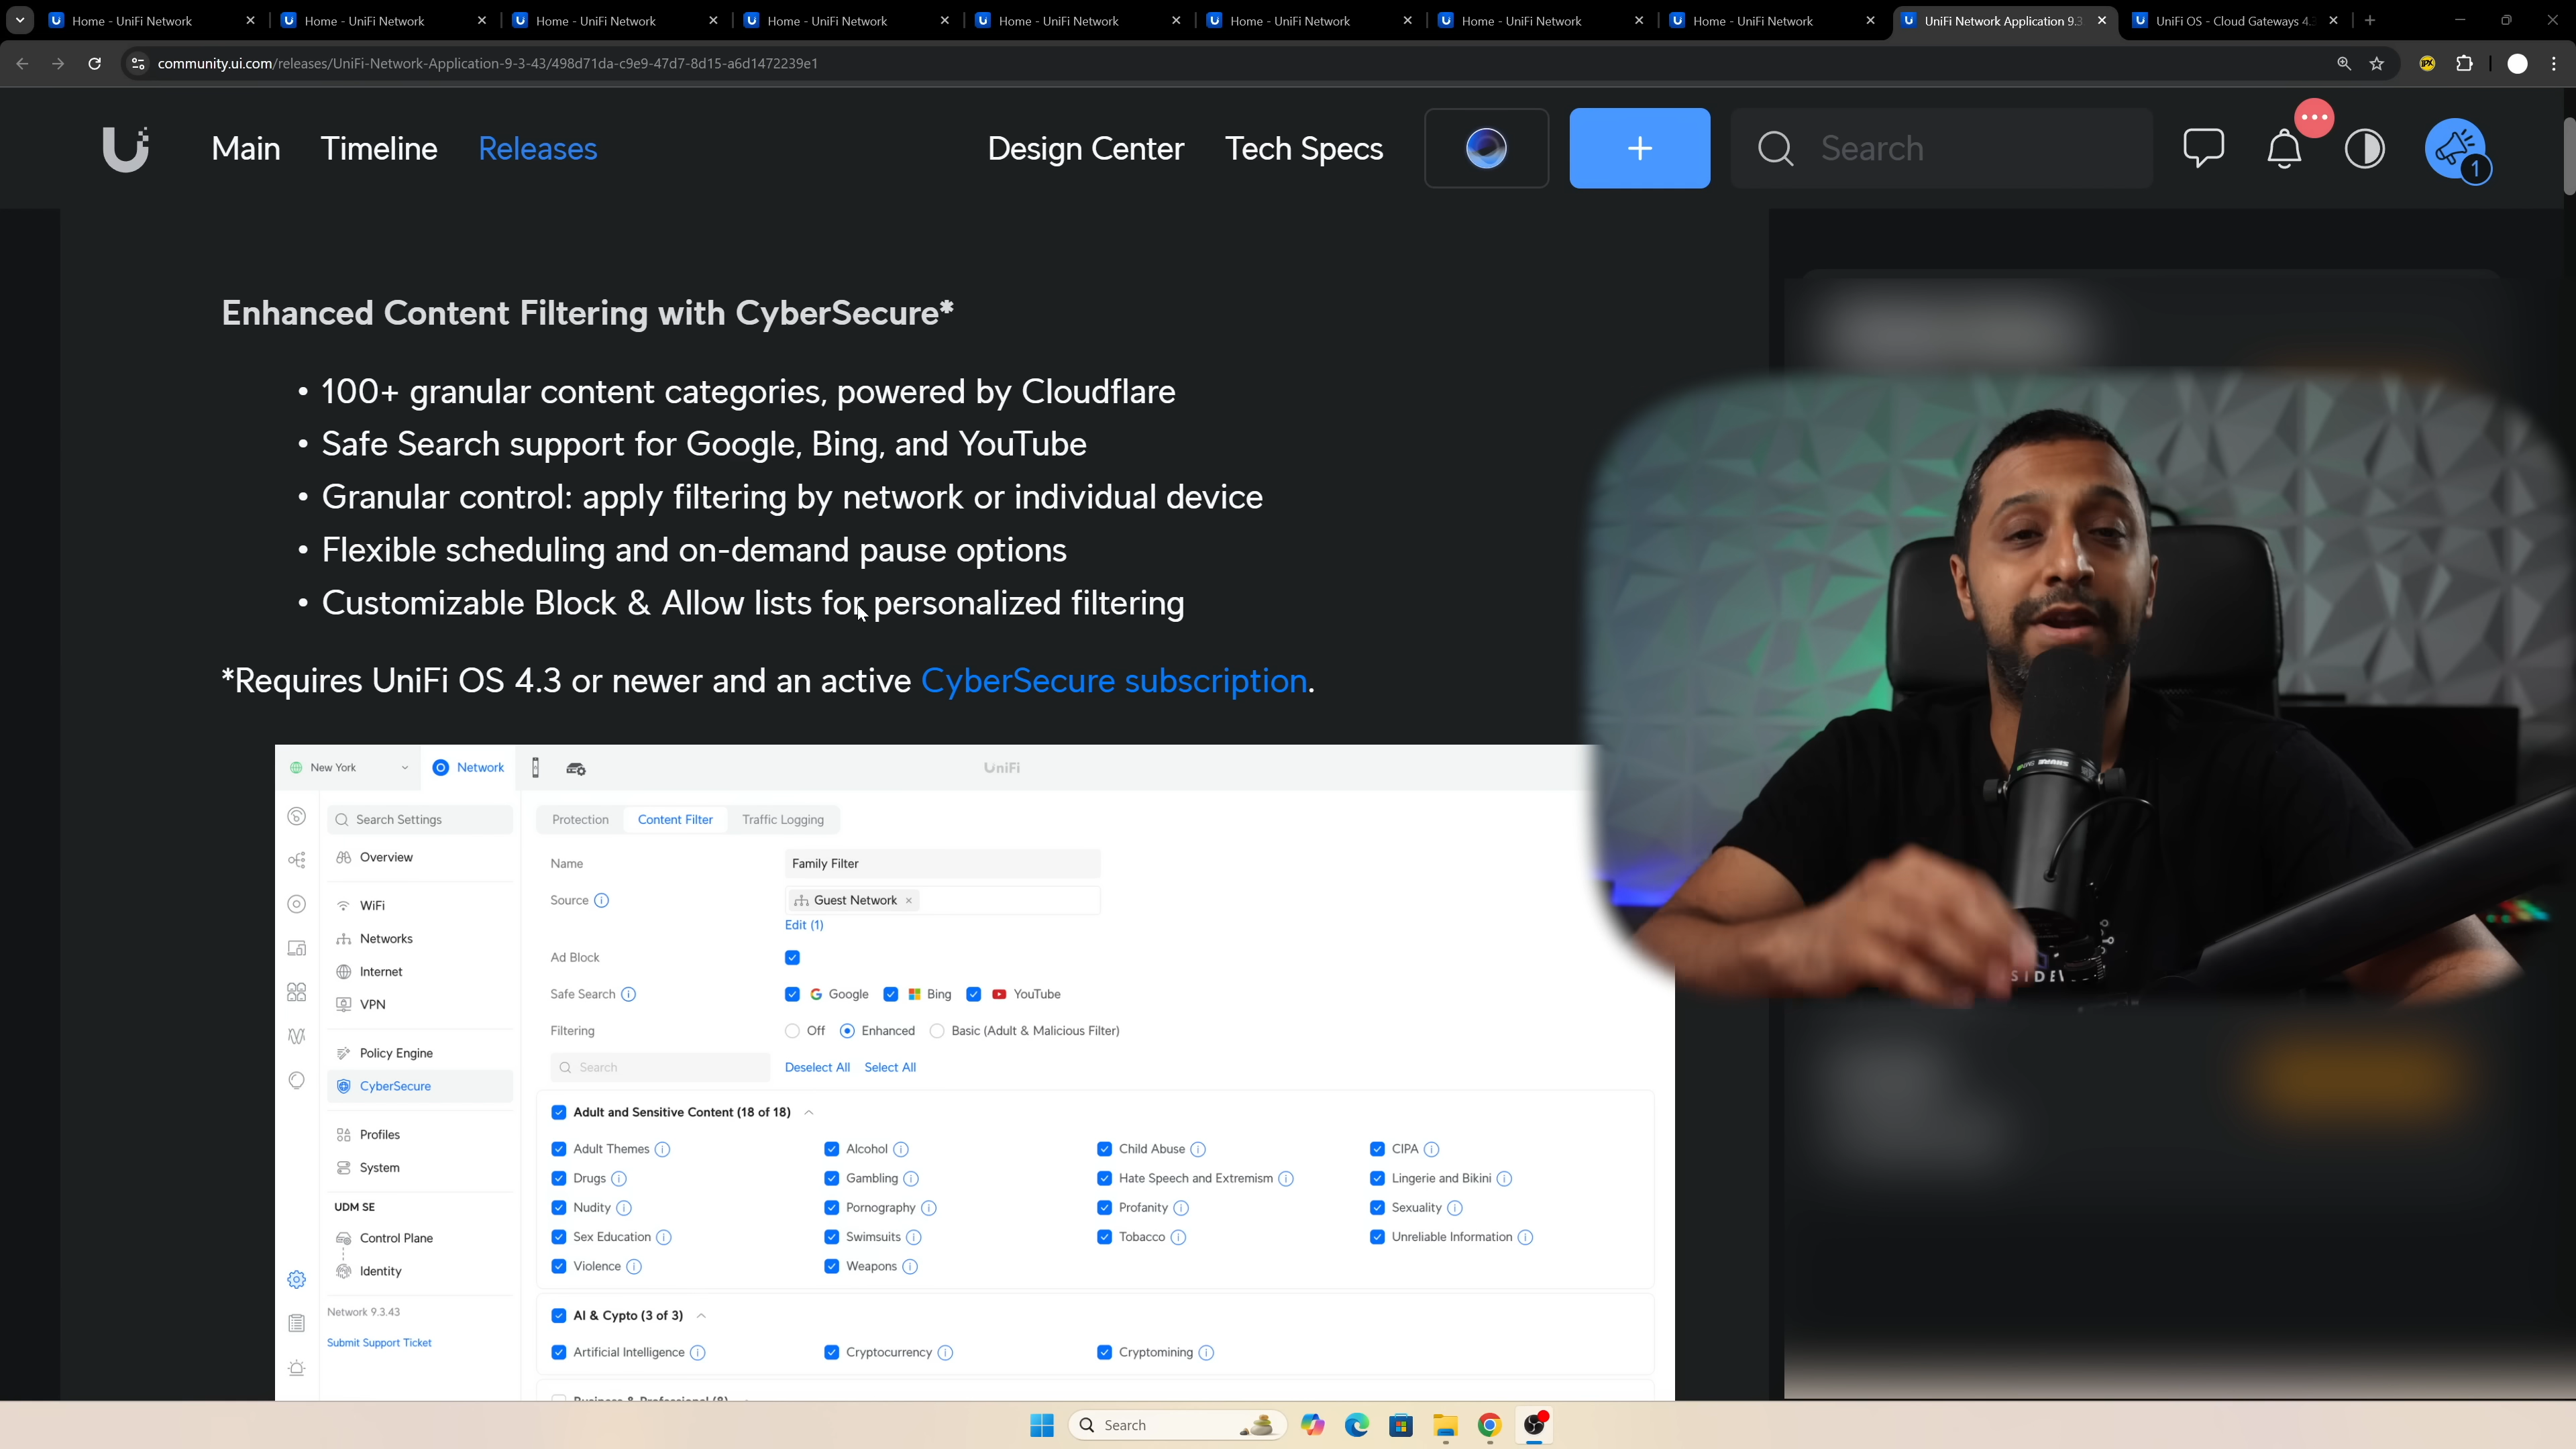 Home - UniFi Network
Home - UniFi Network
Home - UniFi Network
Home - UniFi Network
Home - UniFi Network
Home - UniFi Network
Home - UniFi Network
Home - UniFi Network
UniFi Network Application 9.3
UniFi OS - Cloud Gateways 4.3
community.ui.com/releases/UniFi-Network-Application-9-3-43/498d71da-c9e9-47d7-8d15-a6d1472239e1
Main Timeline Releases Design Center Tech Specs + Search 1
Enhanced Content Filtering with CyberSecure*
• 100+ granular content categories, powered by Cloudflare
• Safe Search support for Google, Bing, and YouTube
• Granular control: apply filtering by network or individual device
• Flexible scheduling and on-demand pause options
• Customizable Block & Allow lists for personalized filtering
*Requires UniFi OS 4.3 or newer and an active CyberSecure subscription.
New York Network UniFi
Search Settings
Overview
WiFi
Networks
Internet
VPN
Policy Engine
CyberSecure
Profiles
System
UDM SE
Control Plane
Identity
Network 9.3.43
Submit Support Ticket
Protection Content Filter Traffic Logging
Name Family Filter
Source Guest Network ×
Edit (1)
Ad Block
Safe Search Google Bing YouTube
Filtering Off Enhanced Basic (Adult & Malicious Filter)
Search Deselect All Select All
Adult and Sensitive Content (18 of 18)
Adult Themes Alcohol Child Abuse CIPA
Drugs Gambling Hate Speech and Extremism Lingerie and Bikini
Nudity Pornography Profanity Sexuality
Sex Education Swimsuits Tobacco Unreliable Information
Violence Weapons
AI & Cypto (3 of 3)
Artificial Intelligence Cryptocurrency Cryptomining
Business & Professional (8)
Search